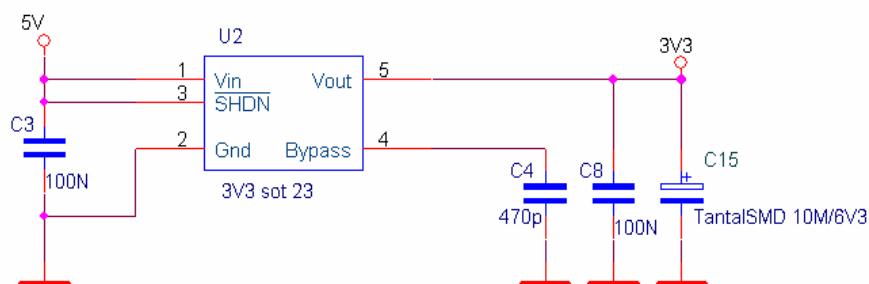 5V
U2
3V3
1
Vin
Vout
5
3
SHDN
C3
2
Gnd
Bypass
4
C4
C8
C15
+
100N
3V3 sot 23
470p
100N
TantalSMD 10M/6V3